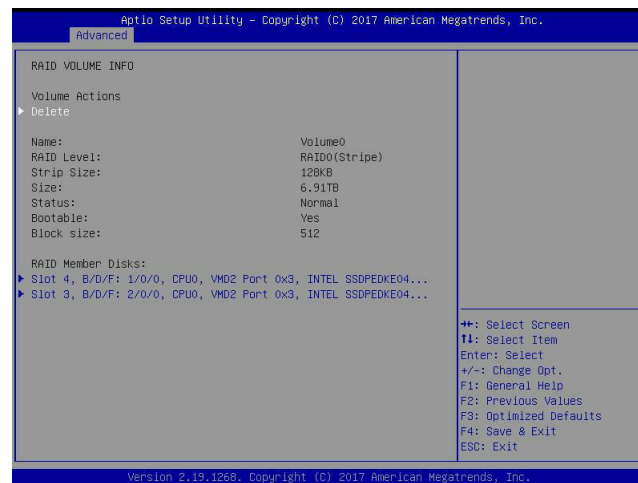 Aptio Setup Utility – Copyright (C) 2017 American Megatrends, Inc.
Advanced
RAID VOLUME INFO
Volume Actions
Delete
Name: Volume0
RAID Level: RAID0(Stripe)
Strip Size: 128KB
Size: 6.91TB
Status: Normal
Bootable: Yes
Block size: 512
RAID Member Disks:
Slot 4, B/D/F: 1/0/0, CPU0, VMD2 Port 0x3, INTEL SSDPEDKE04...
Slot 3, B/D/F: 2/0/0, CPU0, VMD2 Port 0x3, INTEL SSDPEDKE04...
→←: Select Screen
↑↓: Select Item
Enter: Select
+/-: Change Opt.
F1: General Help
F2: Previous Values
F3: Optimized Defaults
F4: Save & Exit
ESC: Exit
Version 2.19.1268. Copyright (C) 2017 American Megatrends, Inc.